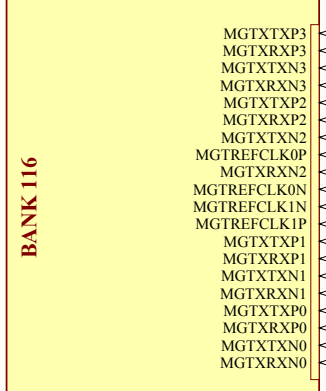 MGTXTXP3
MGTXRXP3
MGTXTXN3
MGTXRXN3
MGTXTXP2
MGTXRXP2
MGTXTXN2
MGTREFCLK0P
MGTXRXN2
MGTREFCLK0N
MGTREFCLK1N
MGTREFCLK1P
MGTXTXP1
MGTXRXP1
MGTXTXN1
MGTXRXN1
MGTXTXP0
MGTXRXP0
MGTXTXN0
MGTXRXN0
BANK 116